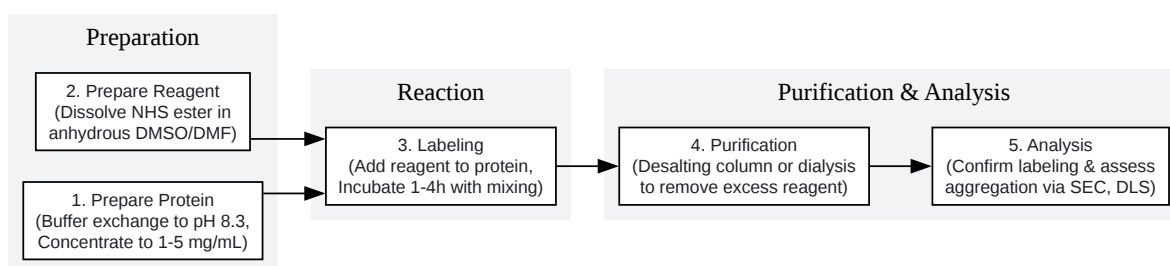 Preparation
2. Prepare Reagent
(Dissolve NHS ester in
anhydrous DMSO/DMF)
1. Prepare Protein
(Buffer exchange to pH 8.3,
Concentrate to 1-5 mg/mL)
Reaction
3. Labeling
(Add reagent to protein,
Incubate 1-4h with mixing)
Purification & Analysis
4. Purification
(Desalting column or dialysis
to remove excess reagent)
5. Analysis
(Confirm labeling & assess
aggregation via SEC, DLS)